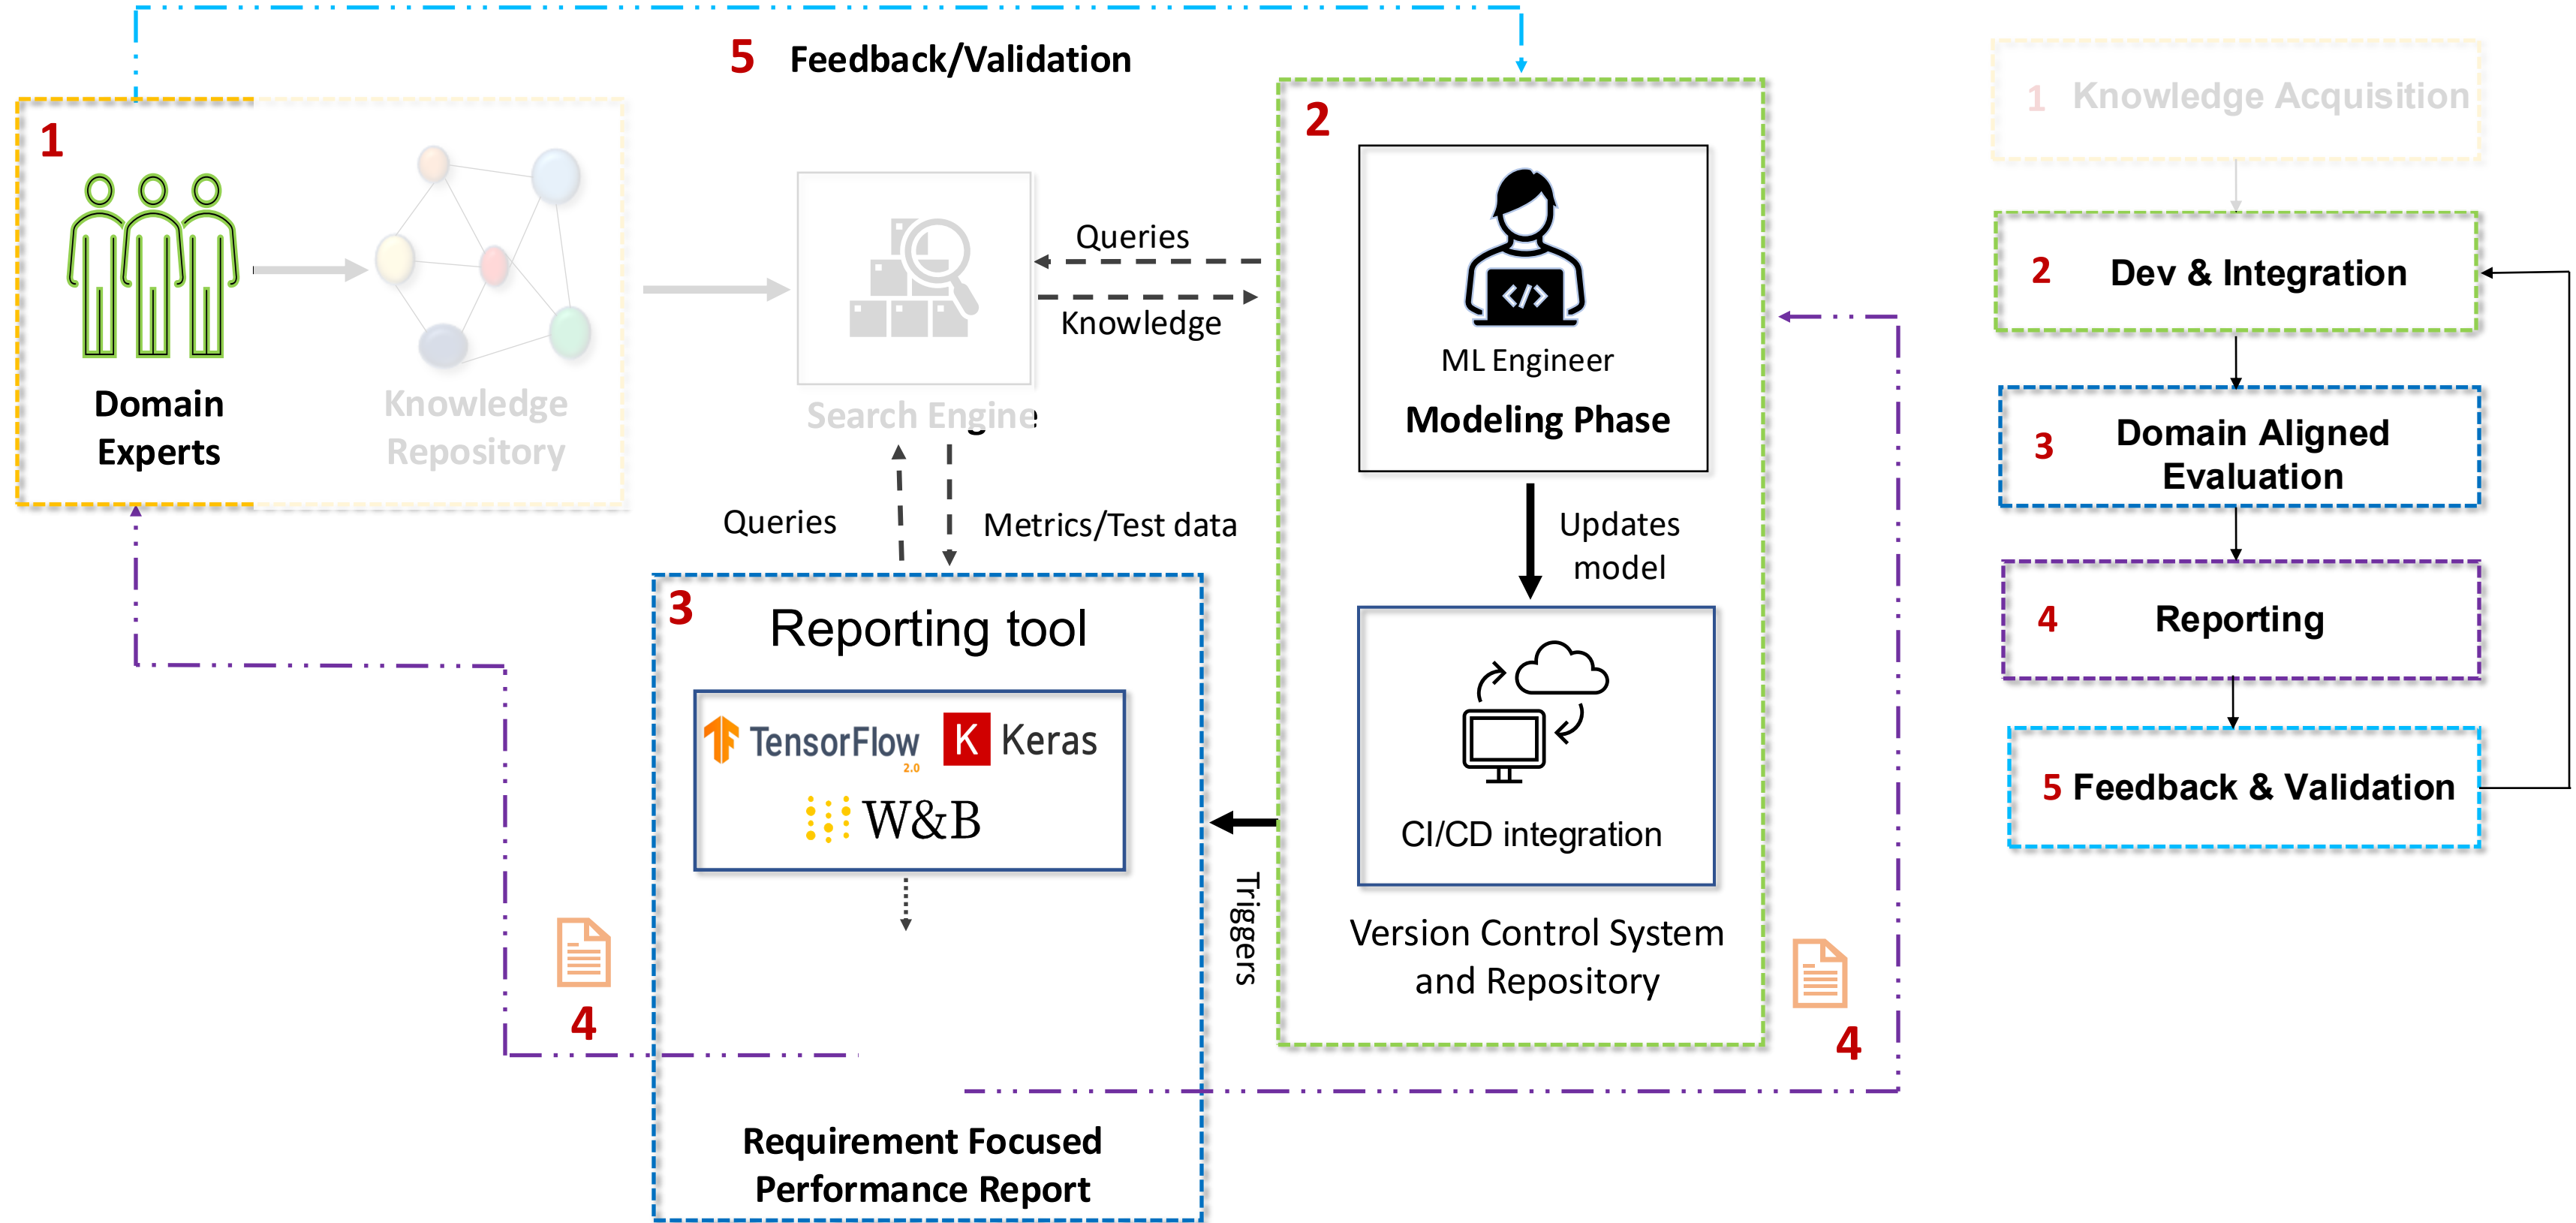 5 Feedback/Validation
1
Domain
Experts
Knowledge
Repository
Search Engine
Queries
Knowledge
Queries
Metrics/Test data
2
ML Engineer
Modeling Phase
Updates
model
CI/CD integration
Version Control System
and Repository
Triggers
3
Reporting tool
TensorFlow
2.0
K Keras
W&B
Requirement Focused
Performance Report
4
4
1 Knowledge Acquisition
2 Dev & Integration
3 Domain Aligned
Evaluation
4 Reporting
5 Feedback & Validation